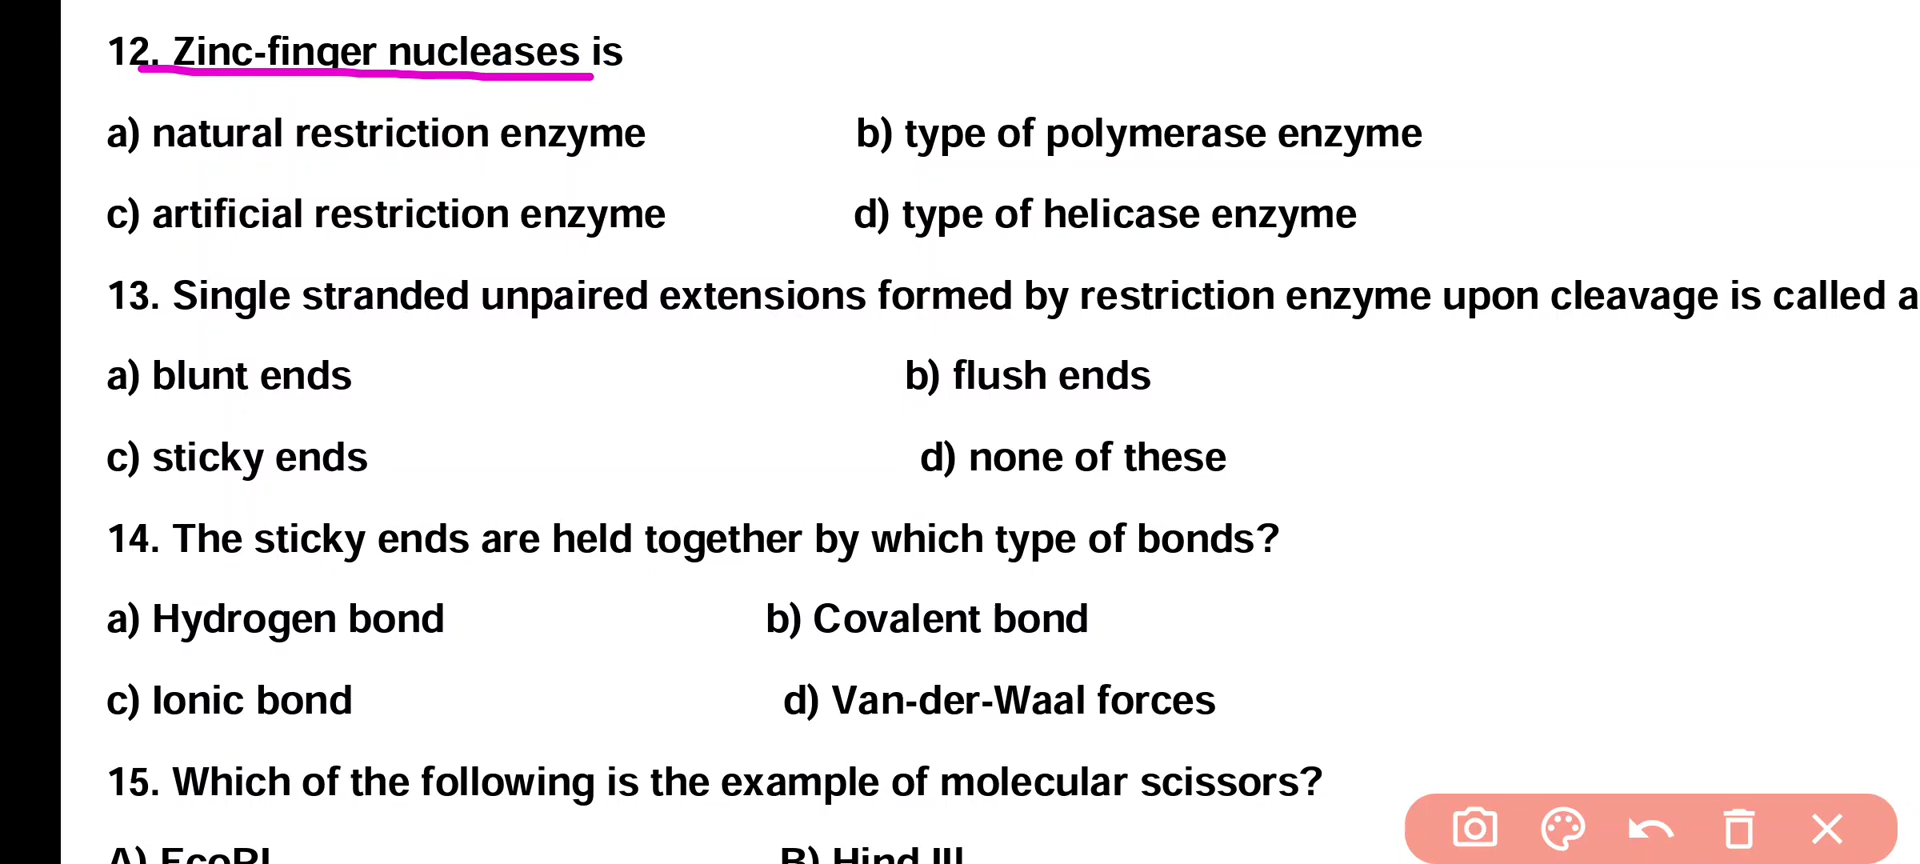 12. Zinc-finger nucleases is
a) natural restriction enzyme b) type of polymerase enzyme
c) artificial restriction enzyme d) type of helicase enzyme
13. Single stranded unpaired extensions formed by restriction enzyme upon cleavage is called a
a) blunt ends b) flush ends
c) sticky ends d) none of these
14. The sticky ends are held together by which type of bonds?
a) Hydrogen bond b) Covalent bond
c) Ionic bond d) Van-der-Waal forces
15. Which of the following is the example of molecular scissors?
A) EcoRI B) Hind III